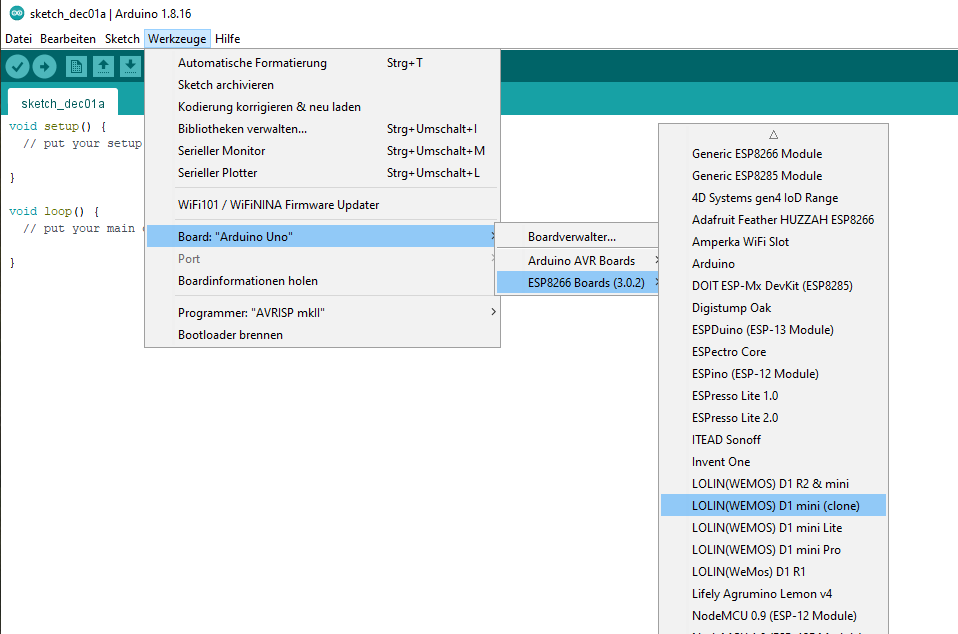 sketch_dec01a | Arduino 1.8.16
Datei Bearbeiten Sketch Werkzeuge Hilfe
sketch_dec01a
void setup() {
// put your setup
}
void loop() {
// put your main
}
Automatische Formatierung Strg+T
Sketch archivieren
Kodierung korrigieren & neu laden
Bibliotheken verwalten... Strg+Umschalt+I
Serieller Monitor Strg+Umschalt+M
Serieller Plotter Strg+Umschalt+L
WiFi101 / WiFiNINA Firmware Updater
Board: "Arduino Uno"
Port
Boardinformationen holen
Programmer: "AVRISP mkII"
Bootloader brennen
Boardverwalter...
Arduino AVR Boards
ESP8266 Boards (3.0.2)
Generic ESP8266 Module
Generic ESP8285 Module
4D Systems gen4 IoD Range
Adafruit Feather HUZZAH ESP8266
Amperka WiFi Slot
Arduino
DOIT ESP-Mx DevKit (ESP8285)
Digistump Oak
ESPDuino (ESP-13 Module)
ESPectro Core
ESPino (ESP-12 Module)
ESPresso Lite 1.0
ESPresso Lite 2.0
ITEAD Sonoff
Invent One
LOLIN(WEMOS) D1 R2 & mini
LOLIN(WEMOS) D1 mini (clone)
LOLIN(WEMOS) D1 mini Lite
LOLIN(WEMOS) D1 mini Pro
LOLIN(WeMos) D1 R1
Lifely Agrumino Lemon v4
NodeMCU 0.9 (ESP-12 Module)